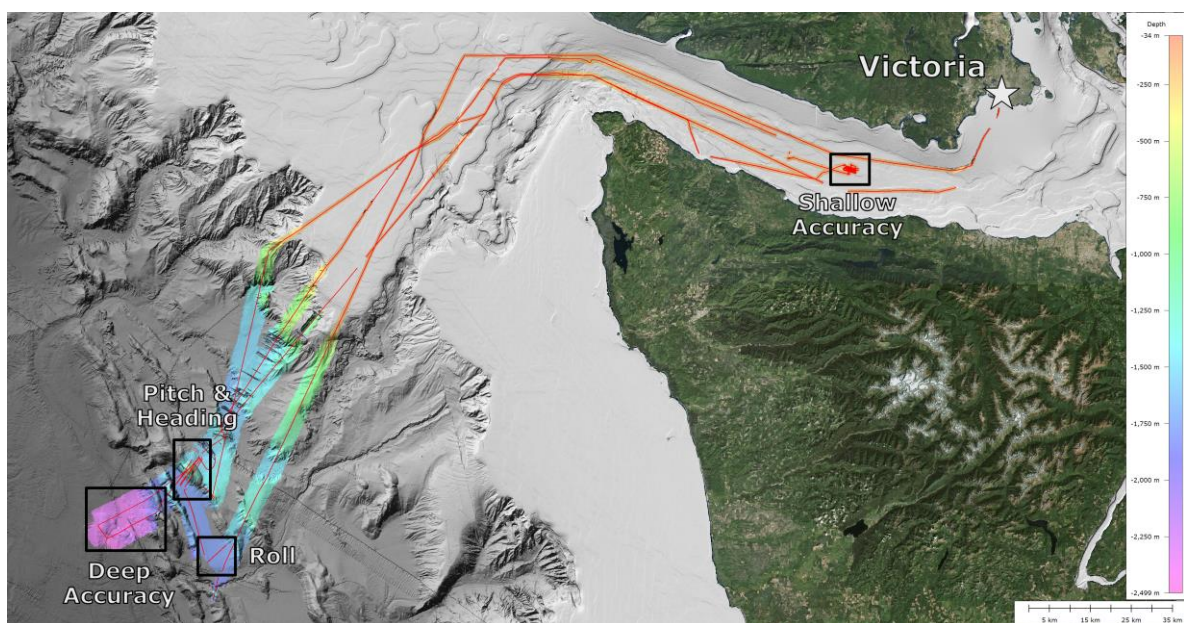 Victoria
Shallow
Accuracy
Pitch &
Heading
Roll
Deep
Accuracy
Depth
-34 m
-250 m
-500 m
-750 m
-1,000 m
-1,250 m
-1,500 m
-1,750 m
-2,000 m
-2,250 m
-2,499 m
5 km
15 km
25 km
35 km